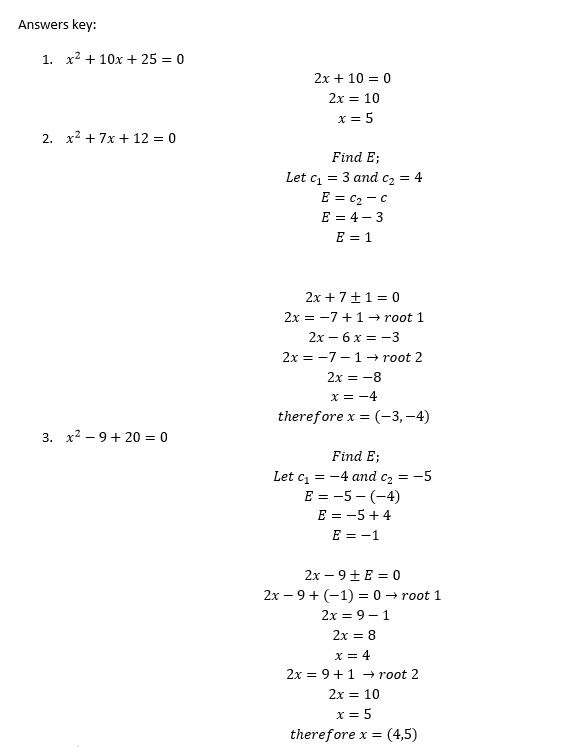 Answers key:
1. x² + 10x + 25 = 0
2x + 10 = 0
2x = 10
x = 5
2. x² + 7x + 12 = 0
Find E;
Let c₁ = 3 and c₂ = 4
E = c₂ − c
E = 4 − 3
E = 1
2x + 7 ± 1 = 0
2x = −7 + 1 → root 1
2x − 6 x = −3
2x = −7 − 1 → root 2
2x = −8
x = −4
therefore x = (−3, −4)
3. x² − 9 + 20 = 0
Find E;
Let c₁ = −4 and c₂ = −5
E = −5 − (−4)
E = −5 + 4
E = −1
2x − 9 ± E = 0
2x − 9 + (−1) = 0 → root 1
2x = 9 − 1
2x = 8
x = 4
2x = 9 + 1 → root 2
2x = 10
x = 5
therefore x = (4,5)